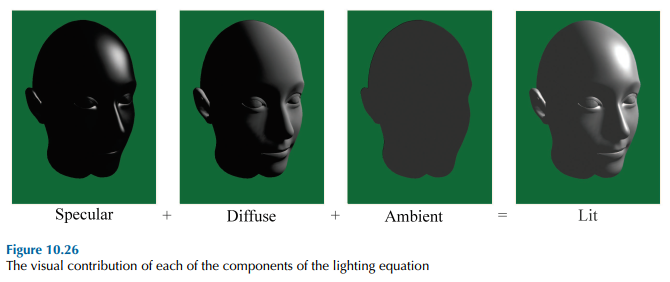 Specular + Diffuse + Ambient = Lit
Figure 10.26
The visual contribution of each of the components of the lighting equation